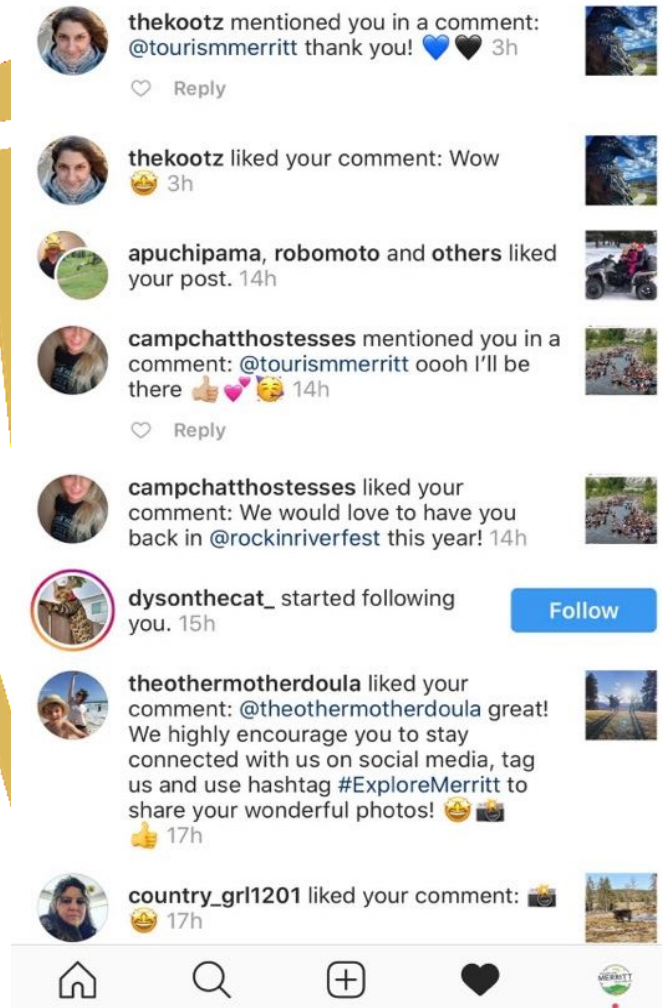 thekootz mentioned you in a comment:
@tourismmerritt thank you! 💙🖤 3h
Reply
thekootz liked your comment: Wow
🤩 3h
apuchipama, robomoto and others liked
your post. 14h
campchatthostesses mentioned you in a
comment: @tourismmerritt oooh I’ll be
there 👍🏼💕🥳 14h
Reply
campchatthostesses liked your
comment: We would love to have you
back in @rockinriverfest this year! 14h
dysonthecat_ started following
you. 15h
Follow
theothermotherdoula liked your
comment: @theothermotherdoula great!
We highly encourage you to stay
connected with us on social media, tag
us and use hashtag #ExploreMerritt to
share your wonderful photos! 🤩📸
👍 17h
country_grl1201 liked your comment: 📸
🤩 17h
MERRITT